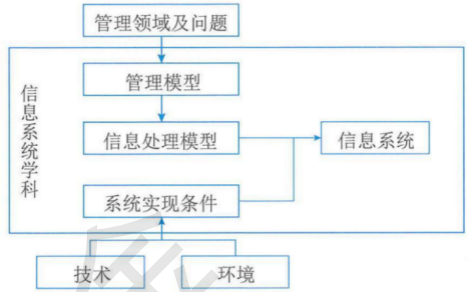 管理领域及问题
管理模型
信息系统学科
信息处理模型
信息系统
系统实现条件
技术
环境